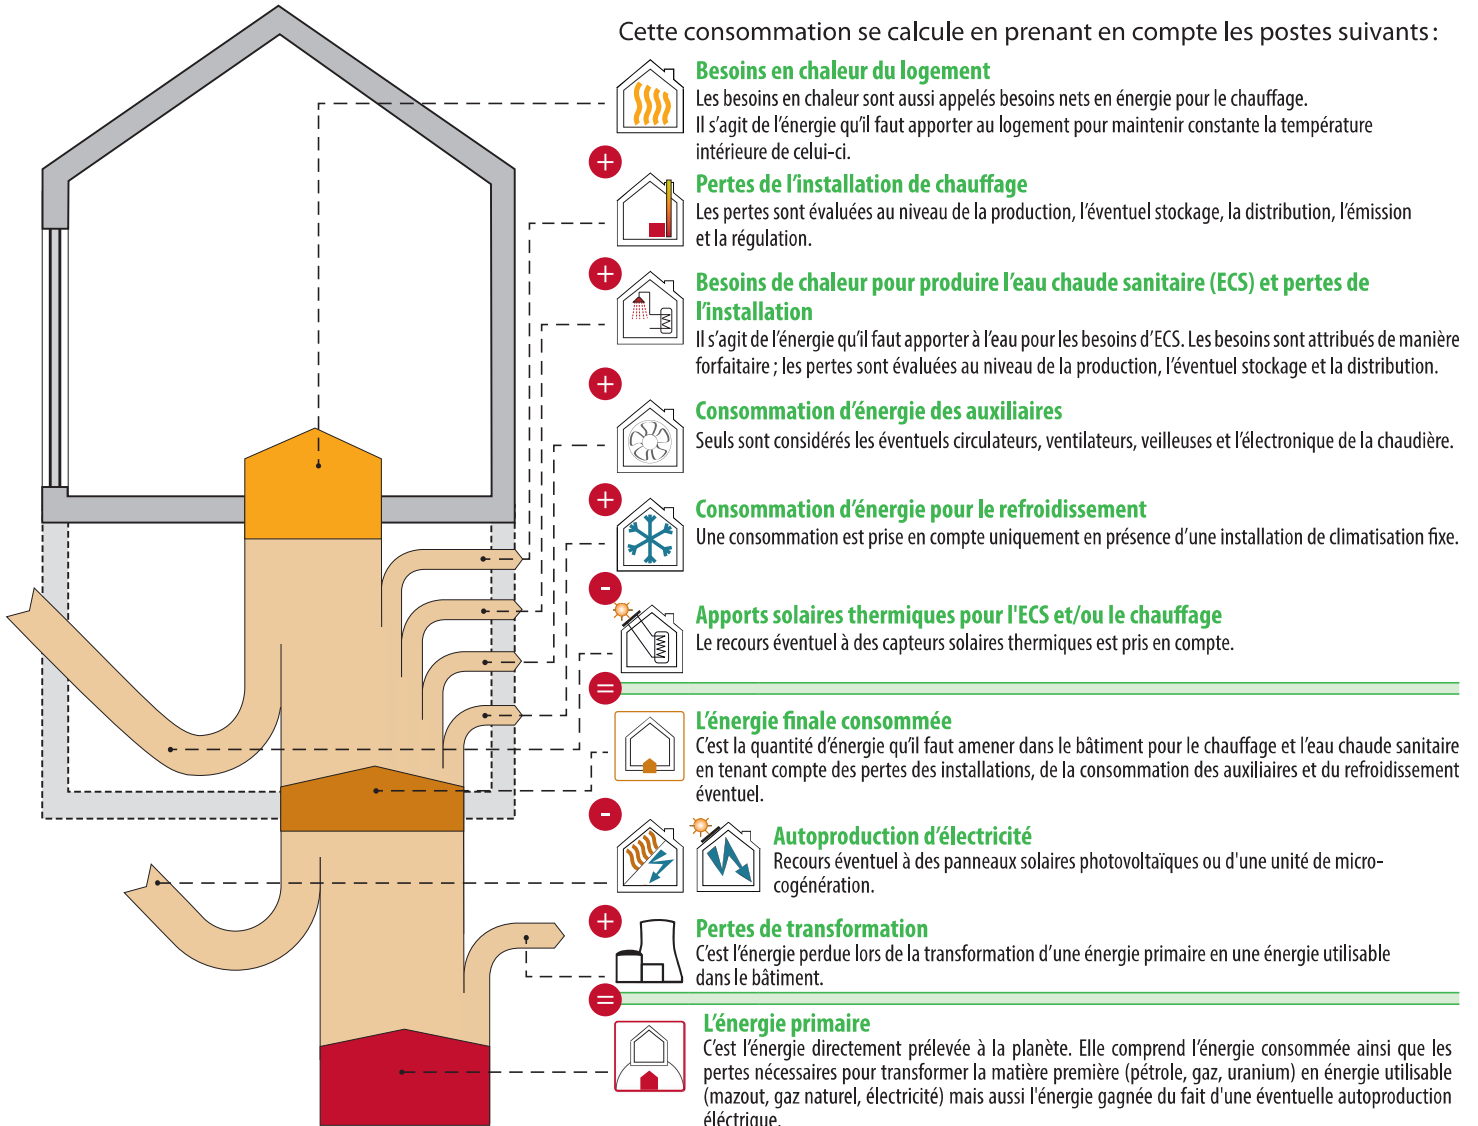 Cette consommation se calcule en prenant en compte les postes suivants :
Besoins en chaleur du logement
Les besoins en chaleur sont aussi appelés besoins nets en énergie pour le chauffage.
Il s'agit de l'énergie qu'il faut apporter au logement pour maintenir constante la température
intérieure de celui-ci.
+
Pertes de l'installation de chauffage
Les pertes sont évaluées au niveau de la production, l'éventuel stockage, la distribution, l'émission
et la régulation.
+
Besoins de chaleur pour produire l'eau chaude sanitaire (ECS) et pertes de
l'installation
Il s'agit de l'énergie qu'il faut apporter à l'eau pour les besoins d'ECS. Les besoins sont attribués de manière
forfaitaire ; les pertes sont évaluées au niveau de la production, l'éventuel stockage et la distribution.
+
Consommation d'énergie des auxiliaires
Seuls sont considérés les éventuels circulateurs, ventilateurs, veilleuses et l'électronique de la chaudière.
+
Consommation d'énergie pour le refroidissement
Une consommation est prise en compte uniquement en présence d'une installation de climatisation fixe.
-
Apports solaires thermiques pour l'ECS et/ou le chauffage
Le recours éventuel à des capteurs solaires thermiques est pris en compte.
=
L'énergie finale consommée
C'est la quantité d'énergie qu'il faut amener dans le bâtiment pour le chauffage et l'eau chaude sanitaire
en tenant compte des pertes des installations, de la consommation des auxiliaires et du refroidissement
éventuel.
-
Autoproduction d'électricité
Recours éventuel à des panneaux solaires photovoltaïques ou d'une unité de micro-
cogénération.
+
Pertes de transformation
C'est l'énergie perdue lors de la transformation d'une énergie primaire en une énergie utilisable
dans le bâtiment.
=
L'énergie primaire
C'est l'énergie directement prélevée à la planète. Elle comprend l'énergie consommée ainsi que les
pertes nécessaires pour transformer la matière première (pétrole, gaz, uranium) en énergie utilisable
(mazout, gaz naturel, électricité) mais aussi l'énergie gagnée du fait d'une éventuelle autoproduction
éléctrique.